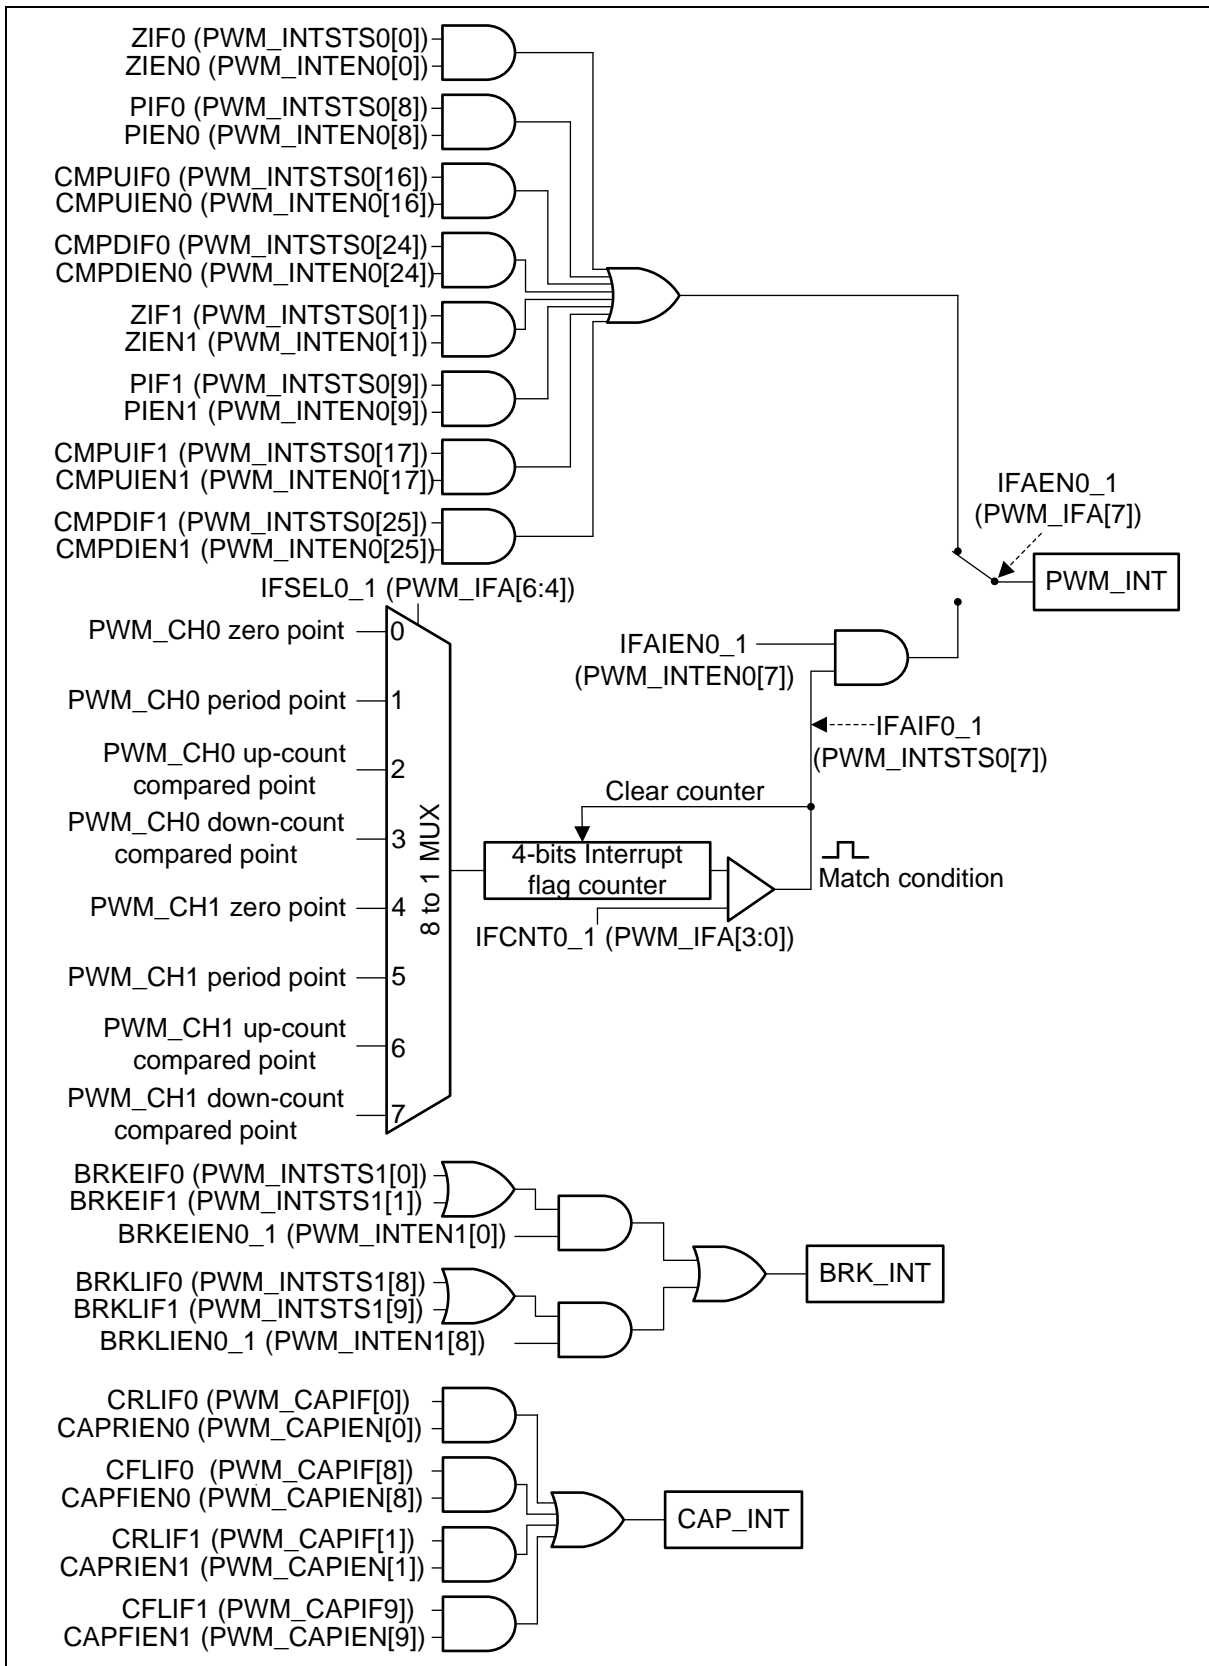 ZIF0 (PWM_INTSTS0[0])
ZIEN0 (PWM_INTEN0[0])
PIF0 (PWM_INTSTS0[8])
PIEN0 (PWM_INTEN0[8])
CMPUIF0 (PWM_INTSTS0[16])
CMPUIEN0 (PWM_INTEN0[16])
CMPDIF0 (PWM_INTSTS0[24])
CMPDIEN0 (PWM_INTEN0[24])
ZIF1 (PWM_INTSTS0[1])
ZIEN1 (PWM_INTEN0[1])
PIF1 (PWM_INTSTS0[9])
PIEN1 (PWM_INTEN0[9])
CMPUIF1 (PWM_INTSTS0[17])
CMPUIEN1 (PWM_INTEN0[17])
CMPDIF1 (PWM_INTSTS0[25])
CMPDIEN1 (PWM_INTEN0[25])
IFAEN0_1
(PWM_IFA[7])
PWM_INT
IFSEL0_1 (PWM_IFA[6:4])
PWM_CH0 zero point
0
PWM_CH0 period point
1
PWM_CH0 up-count
compared point
2
PWM_CH0 down-count
compared point
3
PWM_CH1 zero point
4
PWM_CH1 period point
5
PWM_CH1 up-count
compared point
6
PWM_CH1 down-count
compared point
7
8 to 1 MUX
IFAIEN0_1
(PWM_INTEN0[7])
IFAIF0_1
(PWM_INTSTS0[7])
Clear counter
4-bits Interrupt
flag counter
Match condition
IFCNT0_1 (PWM_IFA[3:0])
BRKEIF0 (PWM_INTSTS1[0])
BRKEIF1 (PWM_INTSTS1[1])
BRKEIEN0_1 (PWM_INTEN1[0])
BRKLIF0 (PWM_INTSTS1[8])
BRKLIF1 (PWM_INTSTS1[9])
BRKLIEN0_1 (PWM_INTEN1[8])
BRK_INT
CRLIF0 (PWM_CAPIF[0])
CAPRIEN0 (PWM_CAPIEN[0])
CFLIF0 (PWM_CAPIF[8])
CAPFIEN0 (PWM_CAPIEN[8])
CRLIF1 (PWM_CAPIF[1])
CAPRIEN1 (PWM_CAPIEN[1])
CFLIF1 (PWM_CAPIF9])
CAPFIEN1 (PWM_CAPIEN[9])
CAP_INT